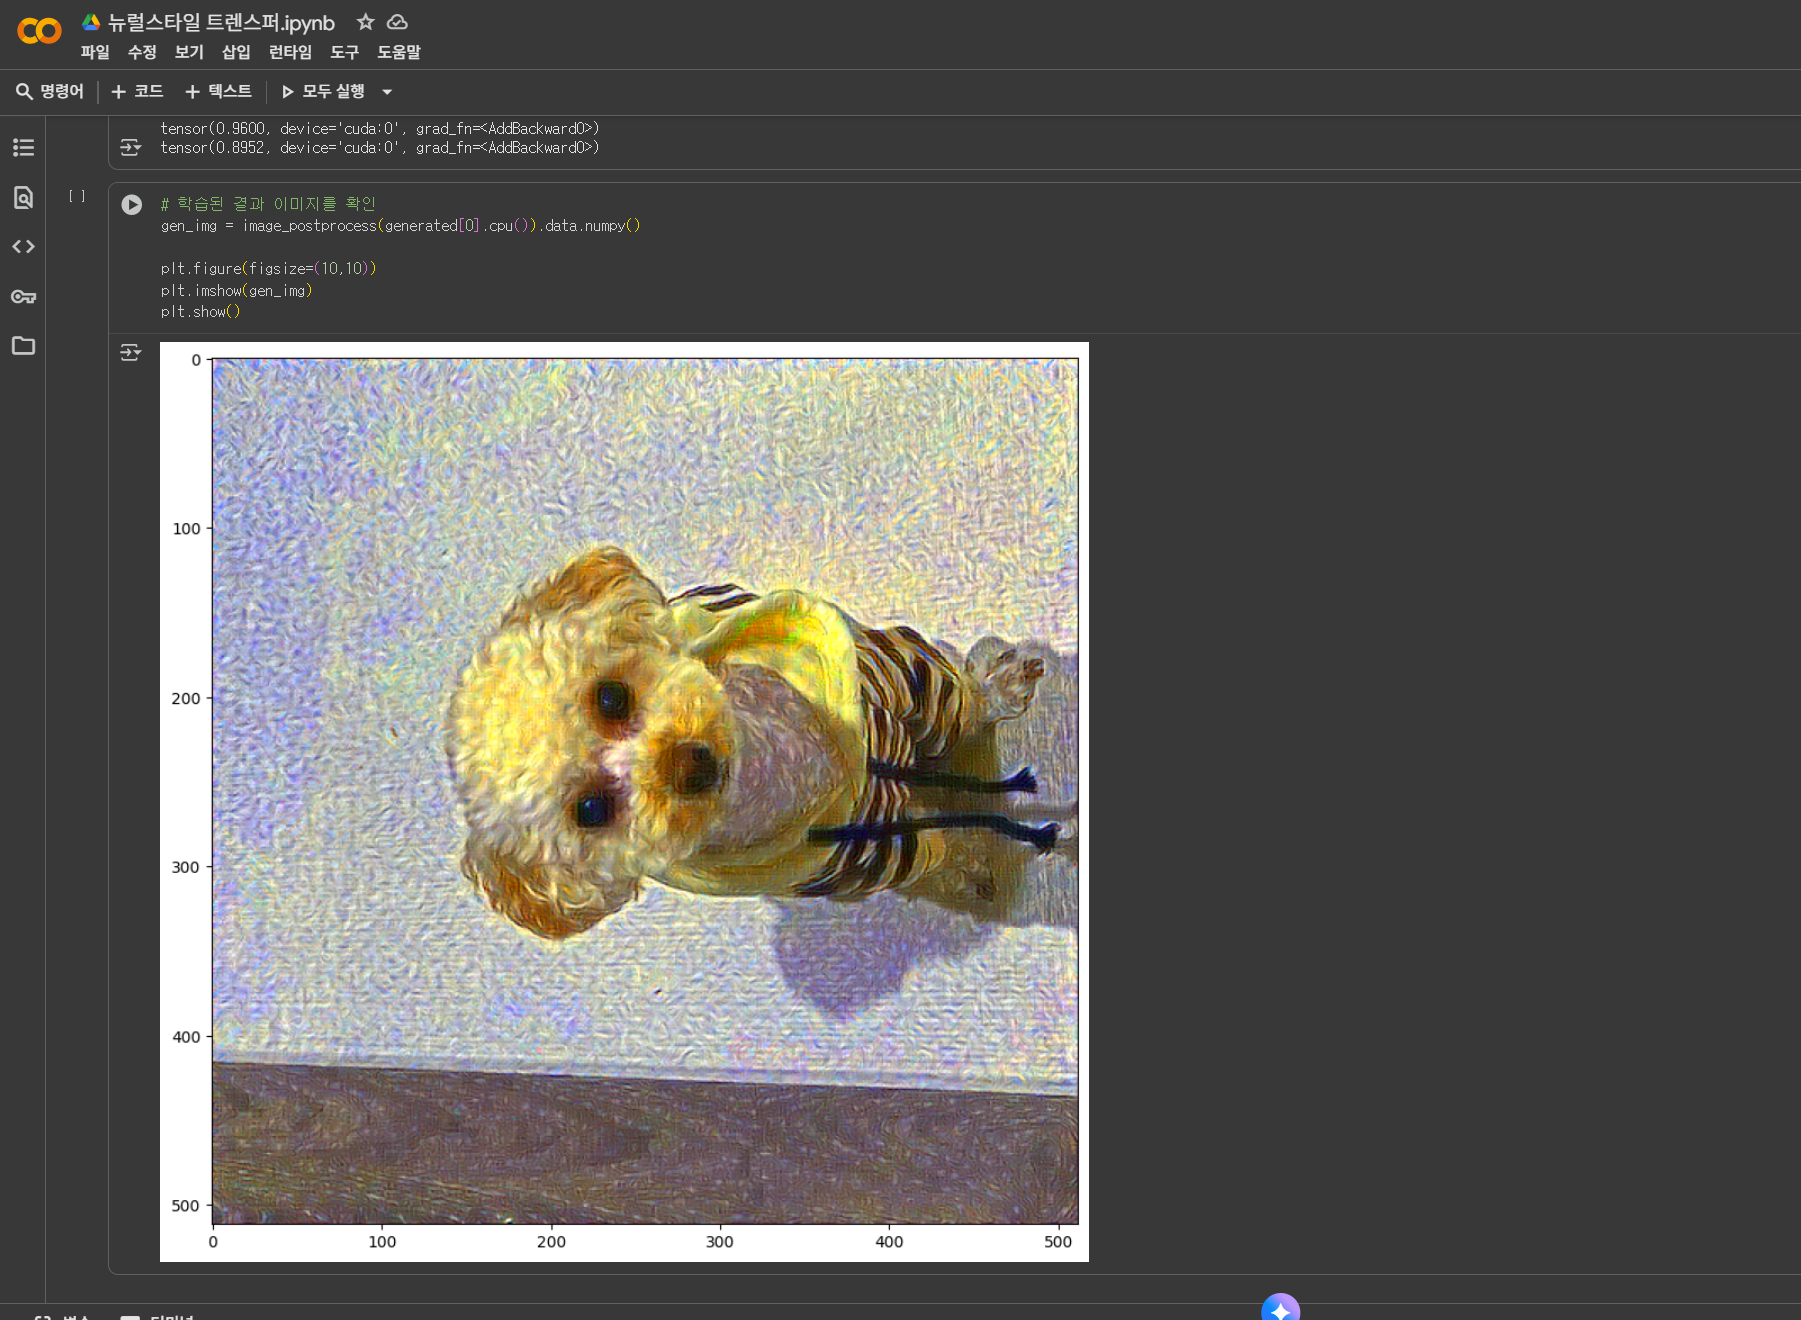 뉴럴스타일 트렌스퍼.ipynb
파일 수정 보기 삽입 런타임 도구 도움말
명령어 + 코드 + 텍스트 모두 실행
tensor(0.9600, device='cuda:0', grad_fn=<AddBackward0>)
tensor(0.8952, device='cuda:0', grad_fn=<AddBackward0>)
[ ]
# 학습된 결과 이미지를 확인
gen_img = image_postprocess(generated[0].cpu()).data.numpy()
plt.figure(figsize=(10,10))
plt.imshow(gen_img)
plt.show()
0
100
200
300
400
500
0 100 200 300 400 500